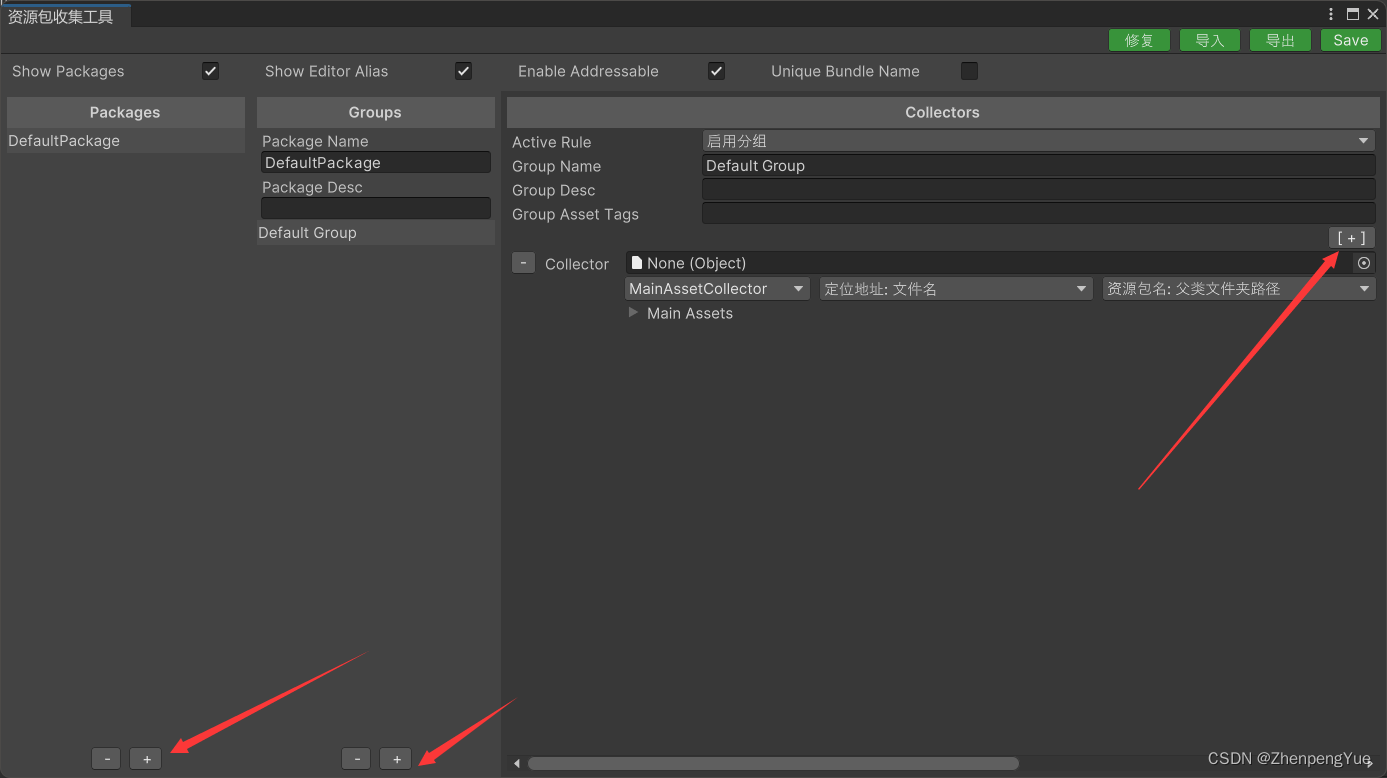 资源包收集工具
修复 导入 导出 Save
Show Packages Show Editor Alias Enable Addressable Unique Bundle Name
Packages
DefaultPackage
- +
Groups
Package Name
DefaultPackage
Package Desc
Default Group
- +
Collectors
Active Rule 启用分组
Group Name Default Group
Group Desc
Group Asset Tags
[ + ]
- Collector None (Object)
MainAssetCollector 定位地址: 文件名 资源包名: 父类文件夹路径
Main Assets
CSDN @ZhenpengYue